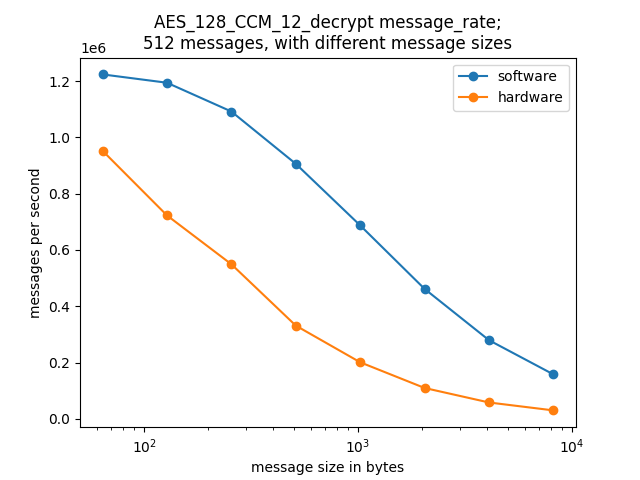 AES_128_CCM_12_decrypt message_rate;
512 messages, with different message sizes
1e6
software
hardware
1.2
1.0
0.8
0.6
0.4
0.2
0.0
messages per second
10²
10³
10⁴
message size in bytes